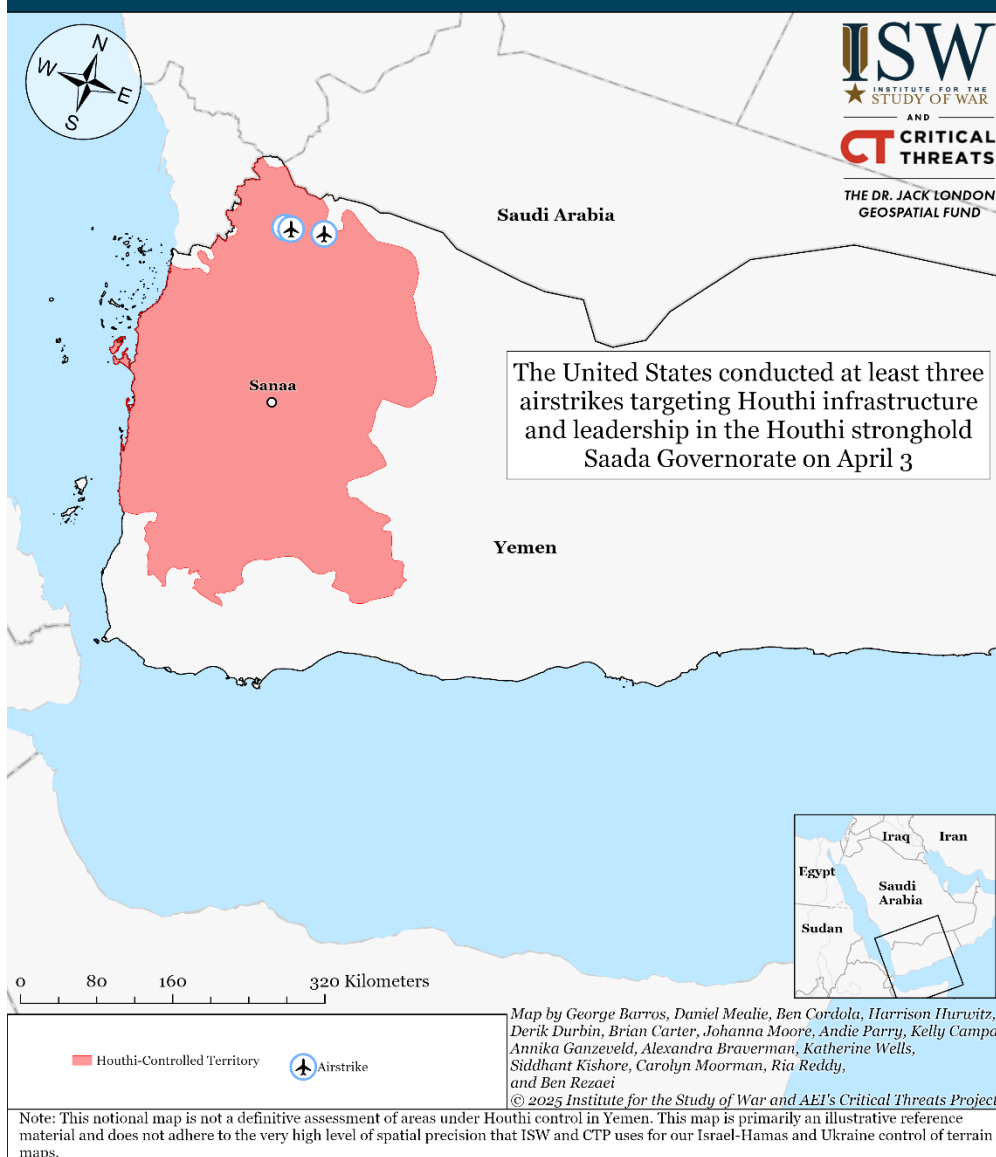 N
W
E
S
ISW
INSTITUTE FOR THE
STUDY OF WAR
AND
CT CRITICAL
THREATS
THE DR. JACK LONDON
GEOSPATIAL FUND
Saudi Arabia
The United States conducted at least three
airstrikes targeting Houthi infrastructure
and leadership in the Houthi stronghold
Saada Governorate on April 3
Sanaa
Yemen
Iraq
Iran
Egypt
Saudi
Arabia
Sudan
0 80 160 320 Kilometers
Houthi-Controlled Territory
Airstrike
Map by George Barros, Daniel Mealie, Ben Cordola, Harrison Hurwitz,
Derik Durbin, Brian Carter, Johanna Moore, Andie Parry, Kelly Campa
Annika Ganzeveld, Alexandra Braverman, Katherine Wells,
Siddhant Kishore, Carolyn Moorman, Ria Reddy,
and Ben Rezaei
© 2025 Institute for the Study of War and AEI's Critical Threats Project
Note: This notional map is not a definitive assessment of areas under Houthi control in Yemen. This map is primarily an illustrative reference
material and does not adhere to the very high level of spatial precision that ISW and CTP uses for our Israel-Hamas and Ukraine control of terrain
maps.